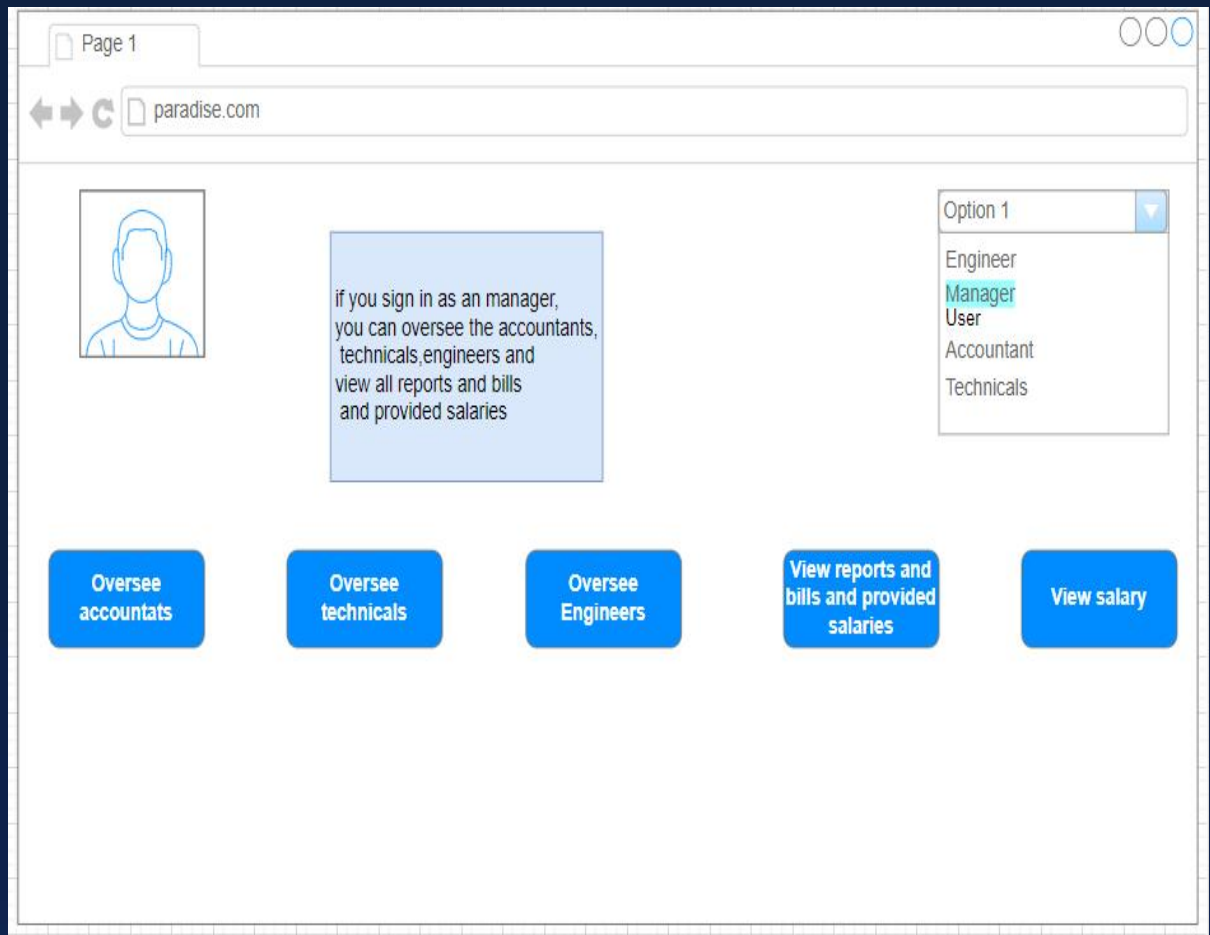 Page 1
paradise.com
Option 1
Engineer
Manager
User
Accountant
Technicals
if you sign in as an manager,
you can oversee the accountants,
technicals,engineers and
view all reports and bills
and provided salaries
Oversee
accountats
Oversee
technicals
Oversee
Engineers
View reports and
bills and provided
salaries
View salary